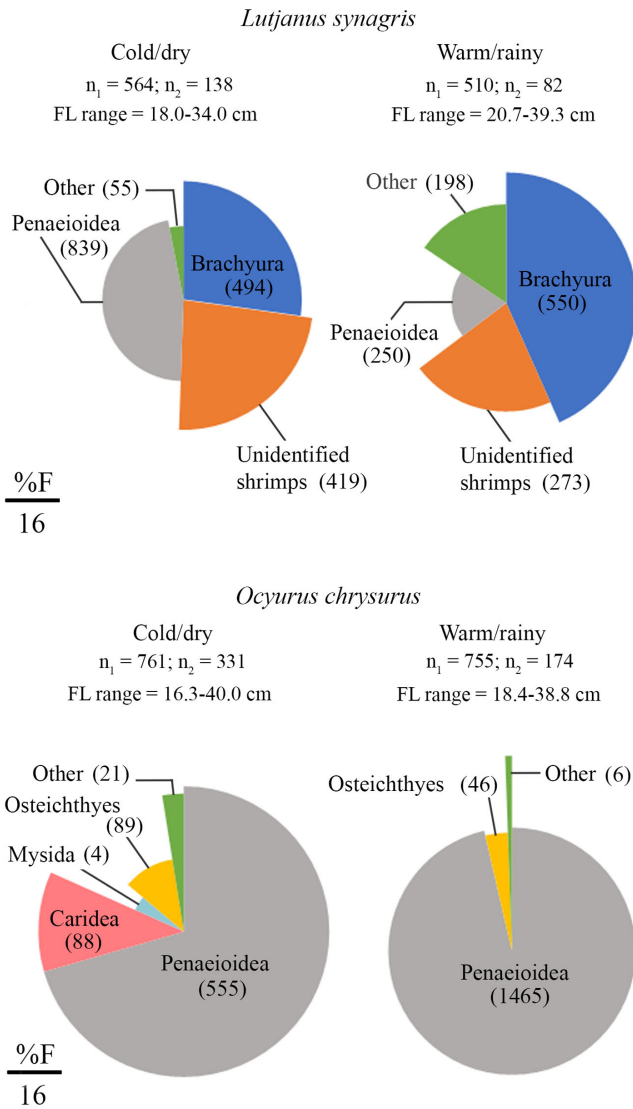 Lutjanus synagris
Cold/dry
n1 = 564; n2 = 138
FL range = 18.0-34.0 cm
Warm/rainy
n1 = 510; n2 = 82
FL range = 20.7-39.3 cm
Other (55)
Penaeioidea
(839)
Brachyura
(494)
Unidentified
shrimps (419)
Other (198)
Brachyura
(550)
Penaeioidea
(250)
Unidentified
shrimps (273)
%F
16
Ocyurus chrysurus
Cold/dry
n1 = 761; n2 = 331
FL range = 16.3-40.0 cm
Warm/rainy
n1 = 755; n2 = 174
FL range = 18.4-38.8 cm
Other (21)
Osteichthyes
(89)
Mysida (4)
Caridea
(88)
Penaeioidea
(555)
Osteichthyes (46)
Other (6)
Penaeioidea
(1465)
%F
16